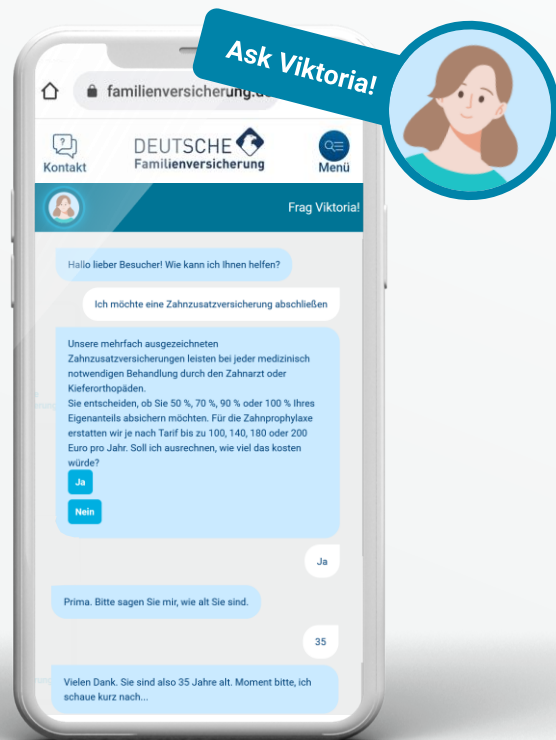 Ask Viktoria!
familienversicherung.de
Kontakt
DEUTSCHE
Familienversicherung
Menü
Frag Viktoria!
Hallo lieber Besucher! Wie kann ich Ihnen helfen?
Ich möchte eine Zahnzusatzversicherung abschließen
Unsere mehrfach ausgezeichneten
Zahnzusatzversicherungen leisten bei jeder medizinisch
notwendigen Behandlung durch den Zahnarzt oder
Kieferorthopäden.
Sie entscheiden, ob Sie 50 %, 70 %, 90 % oder 100 % Ihres
Eigenanteils absichern möchten. Für die Zahnprophylaxe
erstatten wir je nach Tarif bis zu 100, 140, 180 oder 200
Euro pro Jahr. Soll ich ausrechnen, wie viel das kosten
würde?
Ja
Nein
Ja
Prima. Bitte sagen Sie mir, wie alt Sie sind.
35
Vielen Dank. Sie sind also 35 Jahre alt. Moment bitte, ich
schaue kurz nach...